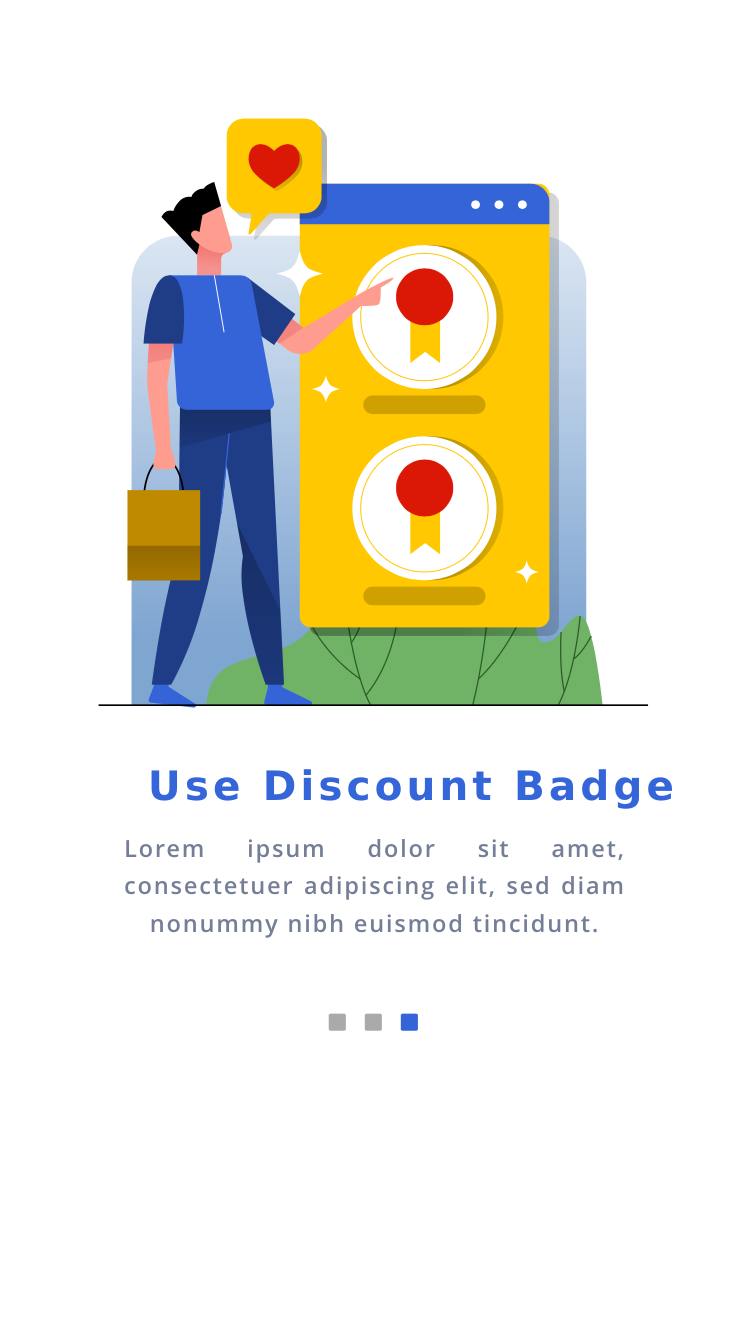 Use Discount Badge
Lorem ipsum dolor sit amet,
consectetuer adipiscing elit, sed diam
nonummy nibh euismod tincidunt.